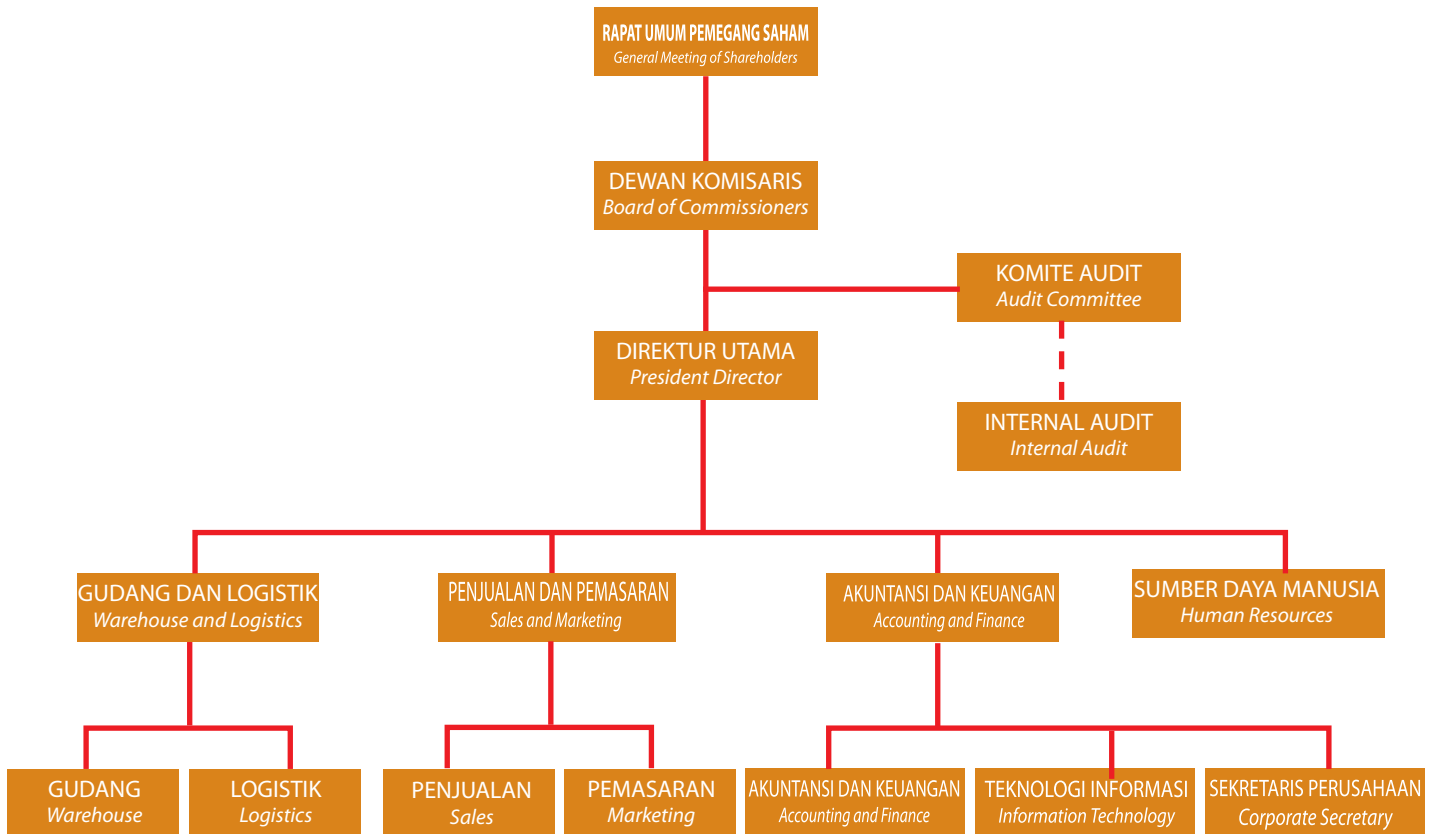 RAPAT UMUM PEMEGANG SAHAM
General Meeting of Shareholders
DEWAN KOMISARIS
Board of Commissioners
KOMITE AUDIT
Audit Committee
DIREKTUR UTAMA
President Director
INTERNAL AUDIT
Internal Audit
GUDANG DAN LOGISTIK
Warehouse and Logistics
PENJUALAN DAN PEMASARAN
Sales and Marketing
AKUNTANSI DAN KEUANGAN
Accounting and Finance
SUMBER DAYA MANUSIA
Human Resources
GUDANG
Warehouse
LOGISTIK
Logistics
PENJUALAN
Sales
PEMASARAN
Marketing
AKUNTANSI DAN KEUANGAN
Accounting and Finance
TEKNOLOGI INFORMASI
Information Technology
SEKRETARIS PERUSAHAAN
Corporate Secretary